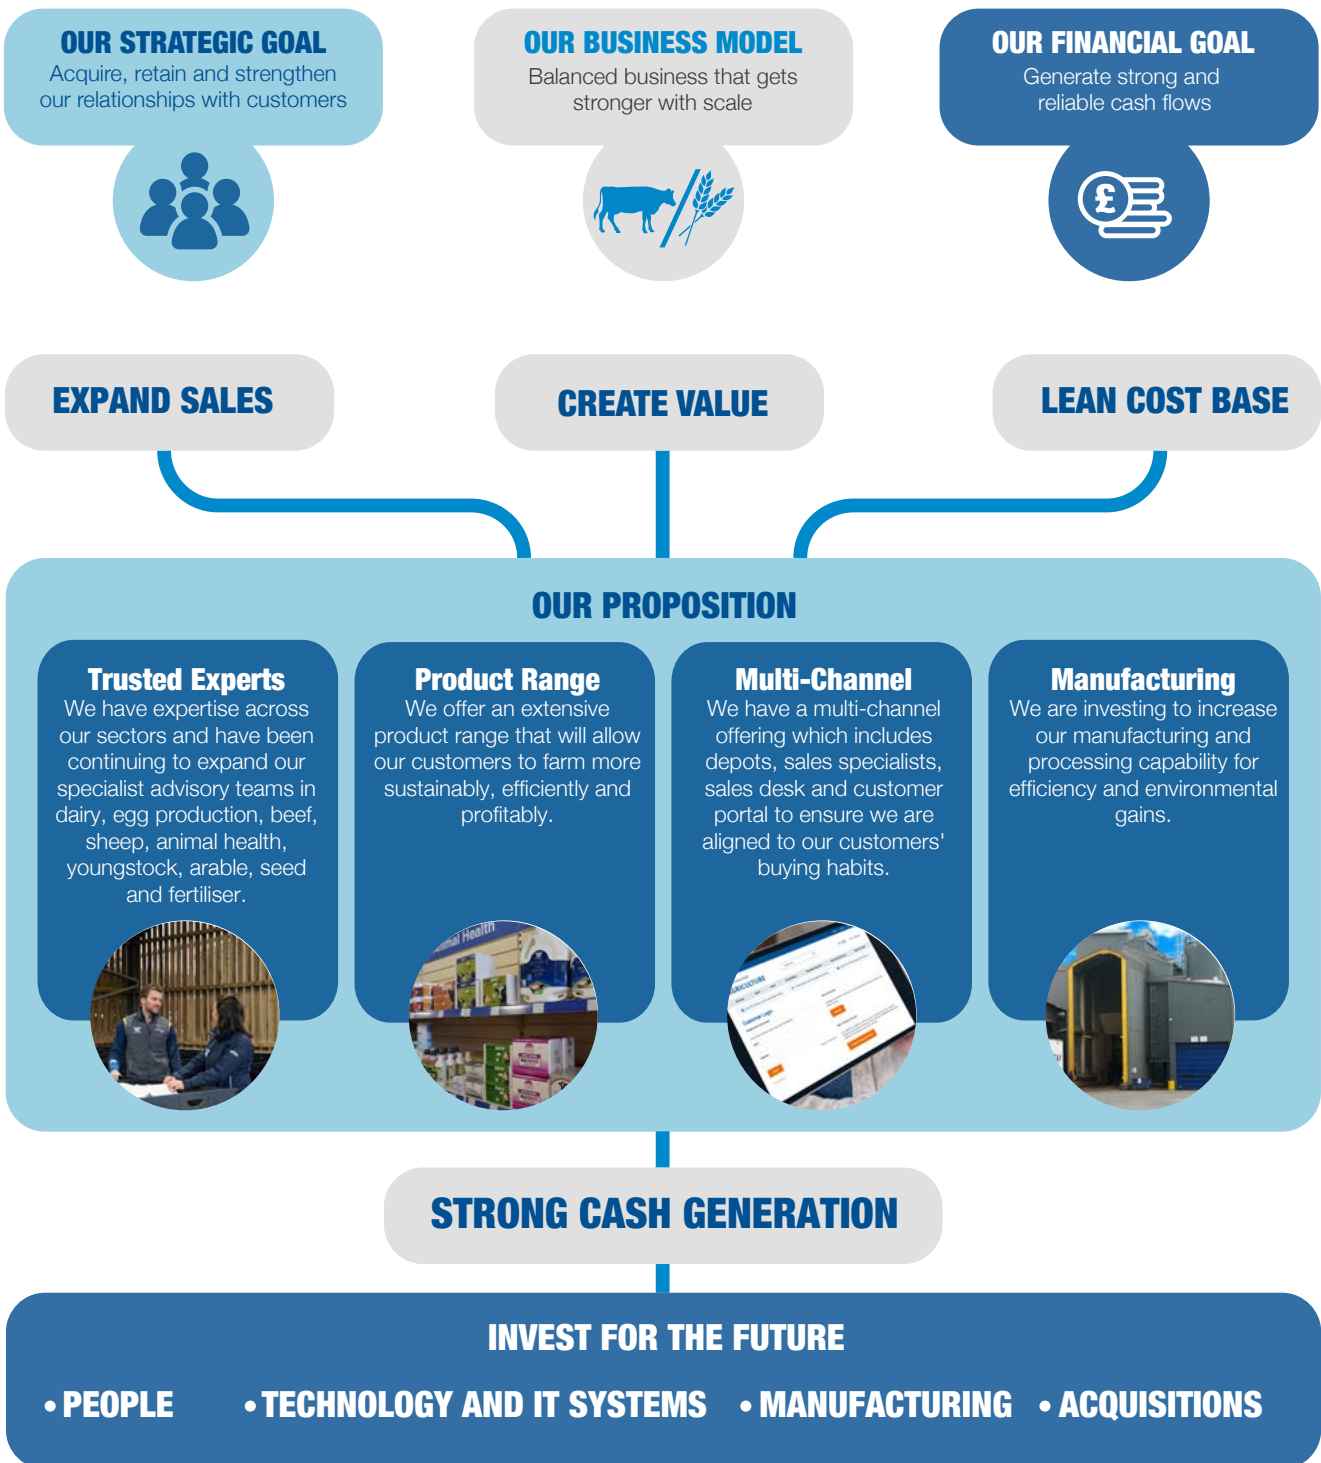 OUR STRATEGIC GOAL
Acquire, retain and strengthen
our relationships with customers
OUR BUSINESS MODEL
Balanced business that gets
stronger with scale
OUR FINANCIAL GOAL
Generate strong and
reliable cash flows
£
EXPAND SALES
CREATE VALUE
LEAN COST BASE
OUR PROPOSITION
Trusted Experts
We have expertise across
our sectors and have been
continuing to expand our
specialist advisory teams in
dairy, egg production, beef,
sheep, animal health,
youngstock, arable, seed
and fertiliser.
Product Range
We offer an extensive
product range that will allow
our customers to farm more
sustainably, efficiently and
profitably.
Animal Health
Multi-Channel
We have a multi-channel
offering which includes
depots, sales specialists,
sales desk and customer
portal to ensure we are
aligned to our customers'
buying habits.
Customer Login
Manufacturing
We are investing to increase
our manufacturing and
processing capability for
efficiency and environmental
gains.
STRONG CASH GENERATION
INVEST FOR THE FUTURE
• PEOPLE
• TECHNOLOGY AND IT SYSTEMS
• MANUFACTURING
• ACQUISITIONS